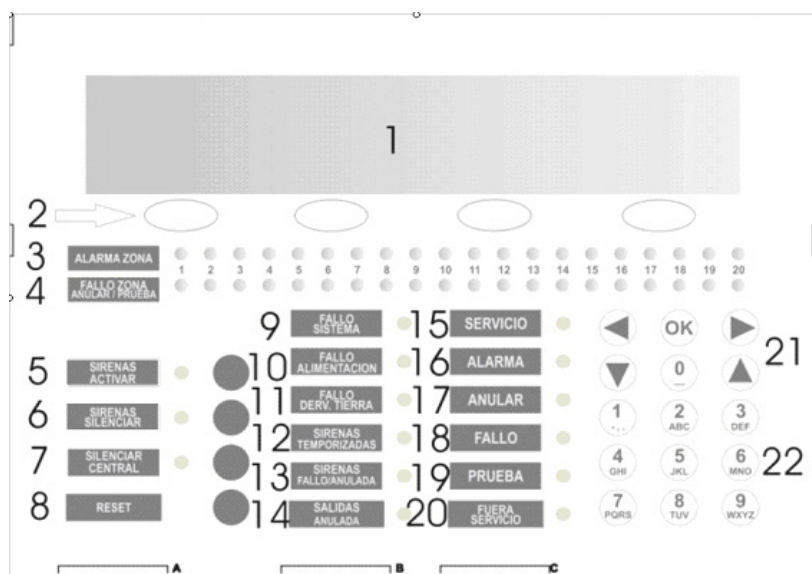 1
2
3 ALARMA ZONA
1 2 3 4 5 6 7 8 9 10 11 12 13 14 15 16 17 18 19 20
4 FALLO ZONA
ANULAR / PRUEBA
5 SIRENAS
ACTIVAR
6 SIRENAS
SILENCIAR
7 SILENCIAR
CENTRAL
8 RESET
9 FALLO
SISTEMA
10 FALLO
ALIMENTACION
11 FALLO
DERV. TIERRA
12 SIRENAS
TEMPORIZADAS
13 SIRENAS
FALLO/ANULADA
14 SALIDAS
ANULADA
15 SERVICIO
16 ALARMA
17 ANULAR
18 FALLO
19 PRUEBA
20 FUERA
SERVICIO
OK
21
0
_
1 2 3
-,. ABC DEF
4 5 6 22
GHI JKL MNO
7 8 9
PQRS TUV WXYZ
A B C